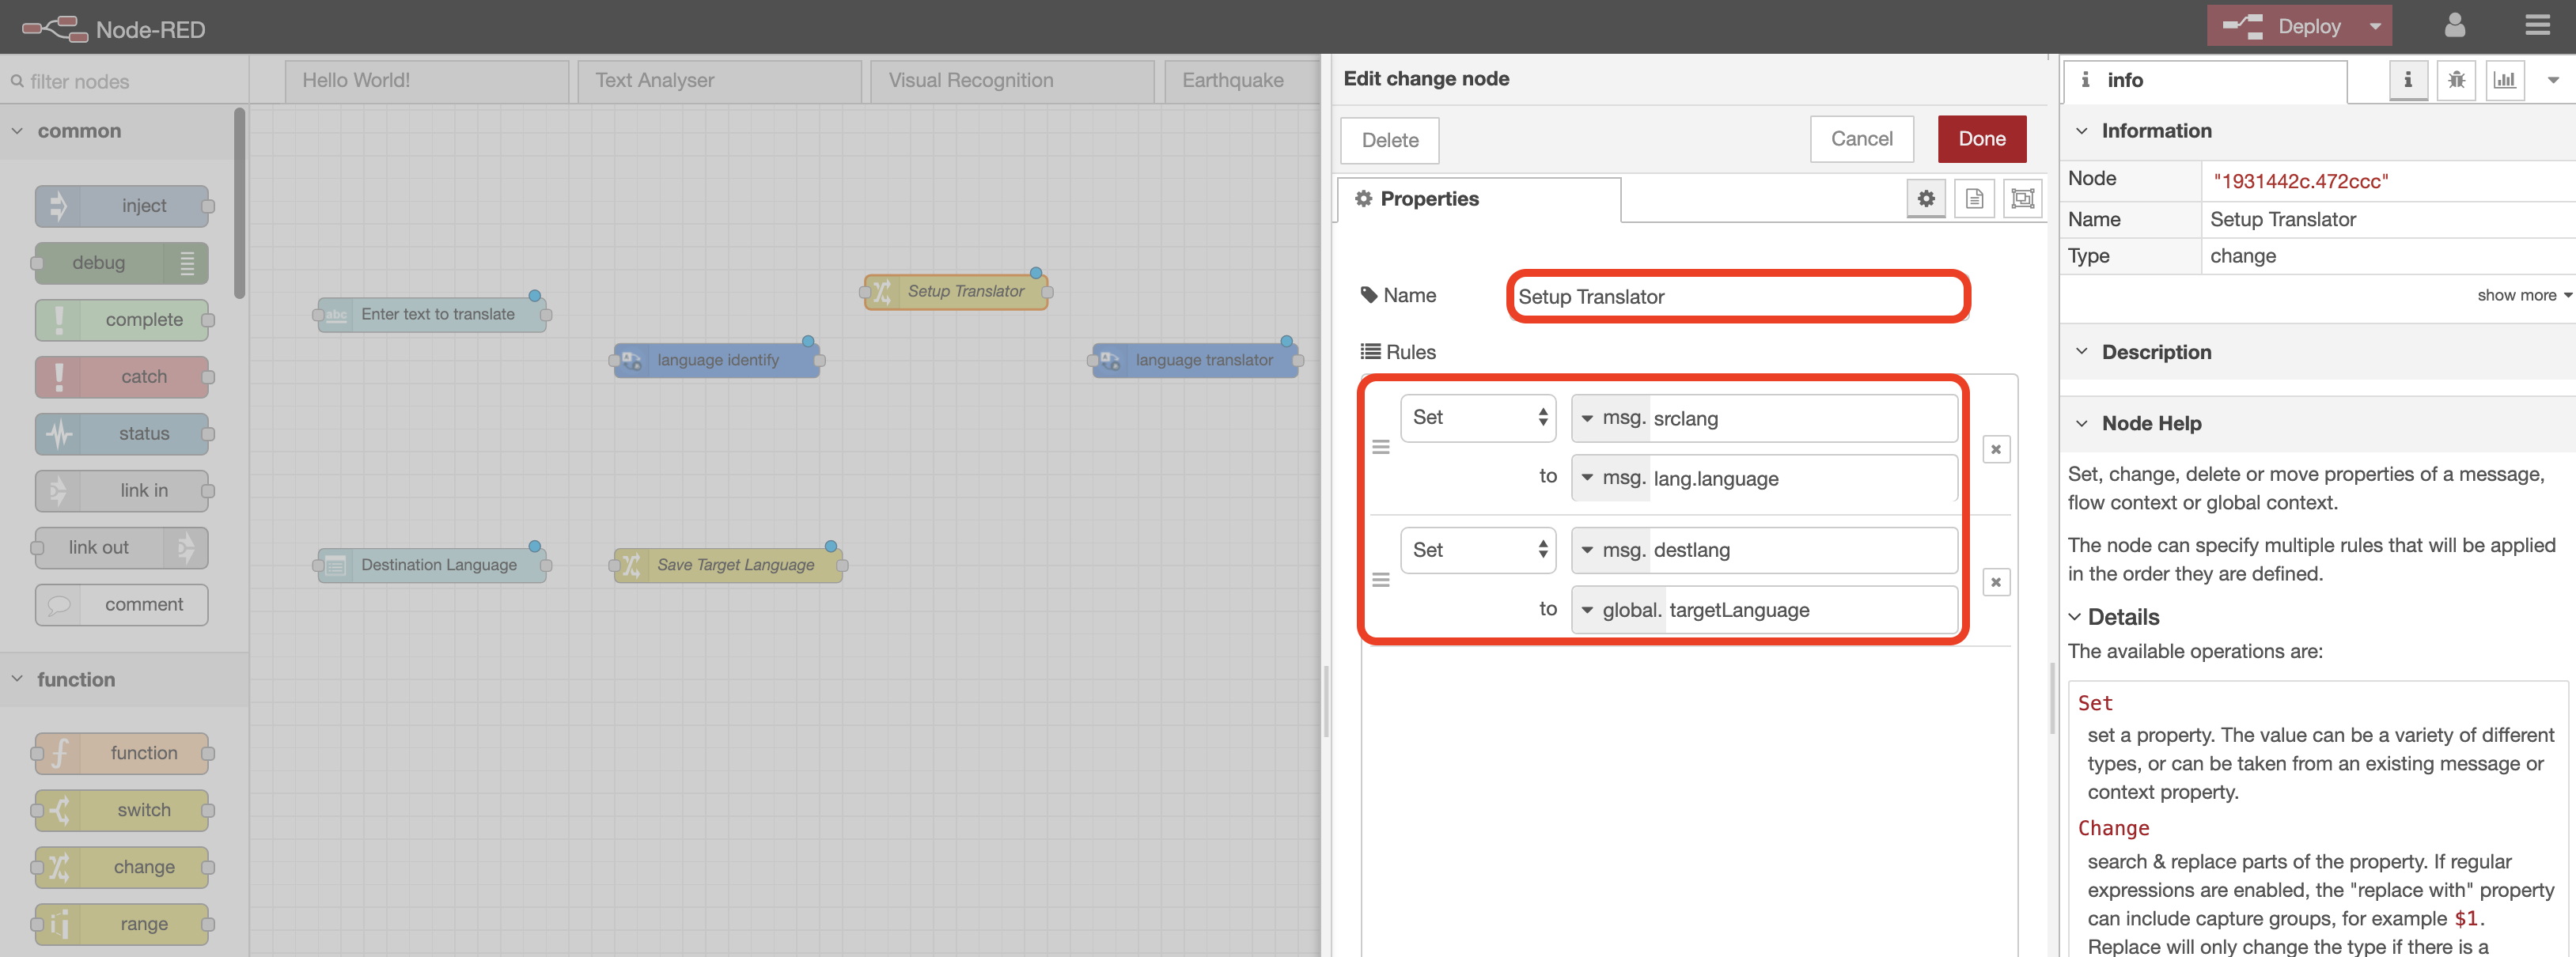 Node-RED
Deploy
filter nodes
Hello World!
Text Analyser
Visual Recognition
Earthquake
common
inject
debug
complete
catch
status
link in
link out
comment
function
function
switch
change
range
abc Enter text to translate
Setup Translator
language identify
language translator
Destination Language
Save Target Language
Edit change node
Delete
Cancel
Done
Properties
Name
Setup Translator
Rules
Set
msg. srclang
to
msg. lang.language
Set
msg. destlang
to
global. targetLanguage
i info
i
Information
Node "1931442c.472ccc"
Name Setup Translator
Type change
show more
Description
Node Help
Set, change, delete or move properties of a message,
flow context or global context.
The node can specify multiple rules that will be applied
in the order they are defined.
Details
The available operations are:
Set
set a property. The value can be a variety of different
types, or can be taken from an existing message or
context property.
Change
search & replace parts of the property. If regular
expressions are enabled, the "replace with" property
can include capture groups, for example $1.
Replace will only change the type if there is a